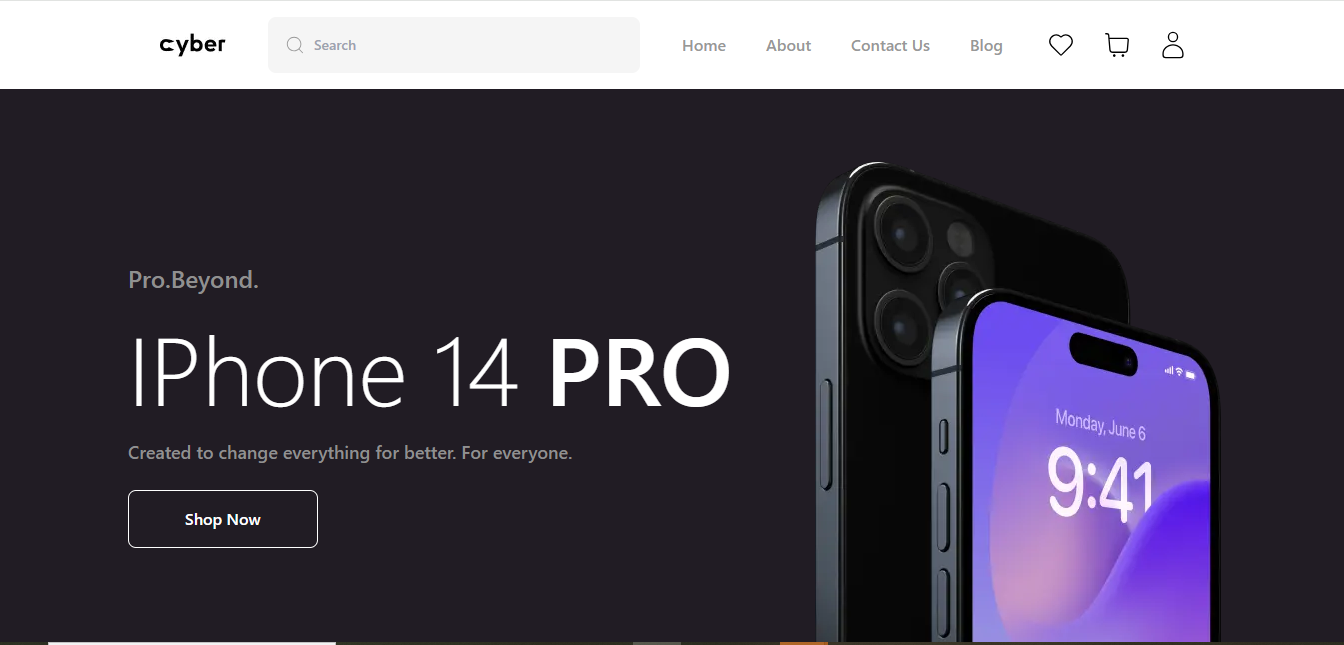 cyber
Search
Home
About
Contact Us
Blog
Pro.Beyond.
IPhone 14 PRO
Created to change everything for better. For everyone.
Shop Now
Monday, June 6
9:41